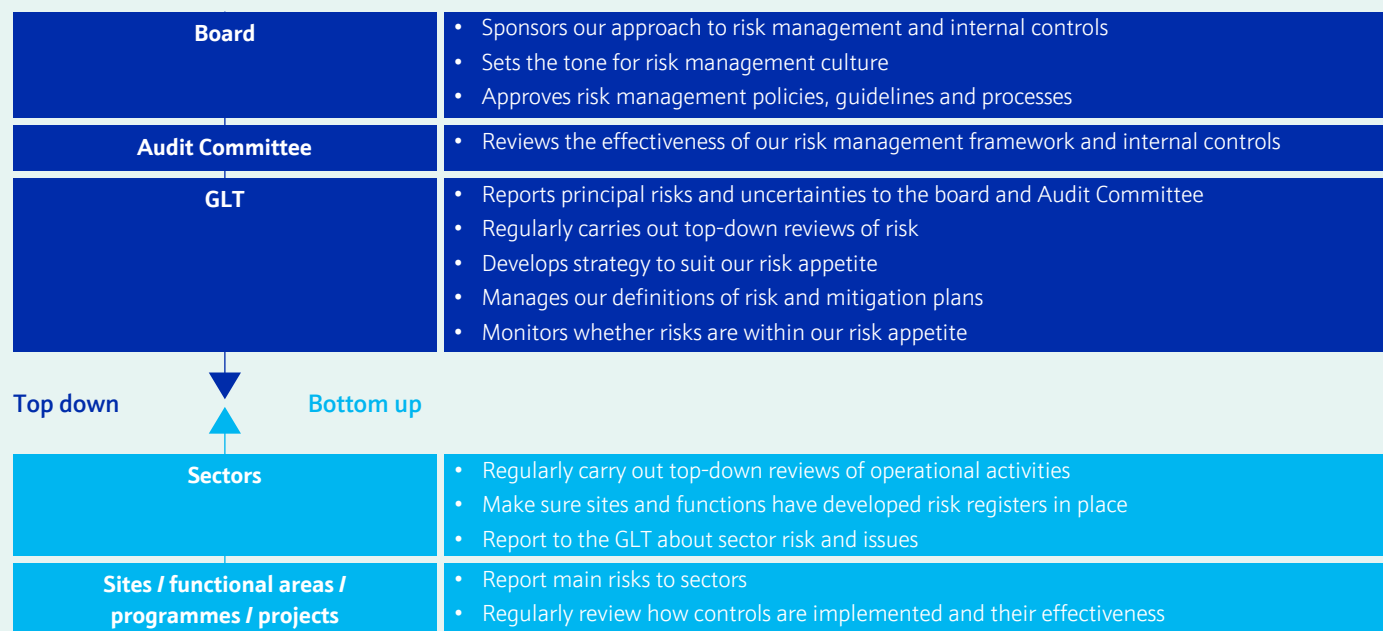 Board
• Sponsors our approach to risk management and internal controls
• Sets the tone for risk management culture
• Approves risk management policies, guidelines and processes
Audit Committee
• Reviews the effectiveness of our risk management framework and internal controls
GLT
• Reports principal risks and uncertainties to the board and Audit Committee
• Regularly carries out top-down reviews of risk
• Develops strategy to suit our risk appetite
• Manages our definitions of risk and mitigation plans
• Monitors whether risks are within our risk appetite
Top down
Bottom up
Sectors
• Regularly carry out top-down reviews of operational activities
• Make sure sites and functions have developed risk registers in place
• Report to the GLT about sector risk and issues
Sites / functional areas /
programmes / projects
• Report main risks to sectors
• Regularly review how controls are implemented and their effectiveness